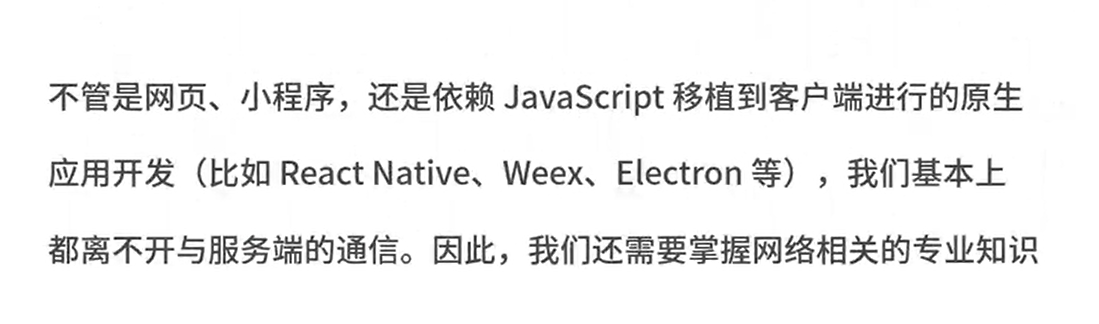 不管是网页、小程序，还是依赖 JavaScript 移植到客户端进行的原生
应用开发（比如 React Native、Weex、Electron 等），我们基本上
都离不开与服务端的通信。因此，我们还需要掌握网络相关的专业知识